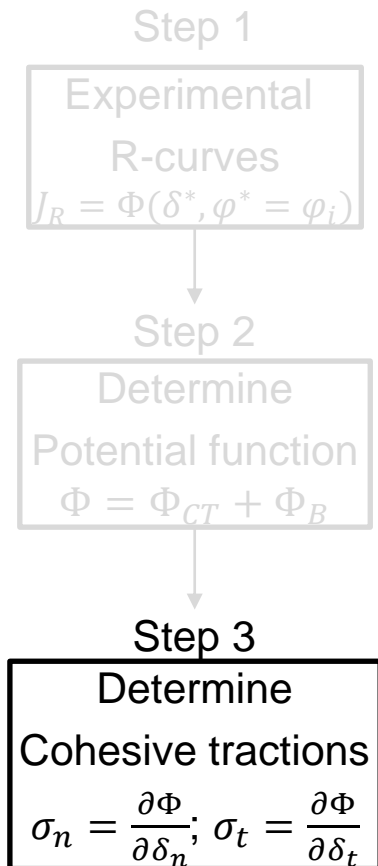 Step 1
Experimental
R-curves
J_R = Φ(δ*, φ* = φ_i)
Step 2
Determine
Potential function
Φ = Φ_CT + Φ_B
Step 3
Determine
Cohesive tractions
σ_n = ∂Φ/∂δ_n; σ_t = ∂Φ/∂δ_t